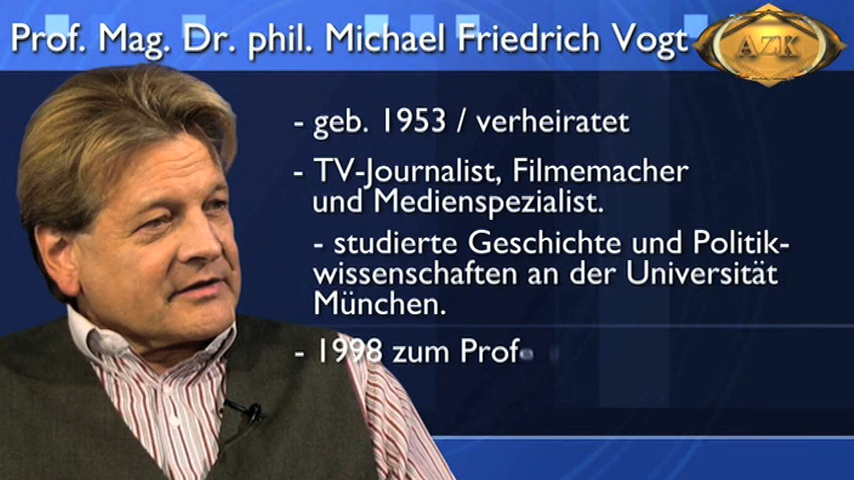 Prof. Mag. Dr. phil. Michael Friedrich Vogt
AZK
- geb. 1953 / verheiratet
- TV-Journalist, Filmemacher
und Medienspezialist.
- studierte Geschichte und Politik-
wissenschaften an der Universität
München.
- 1998 zum Prof